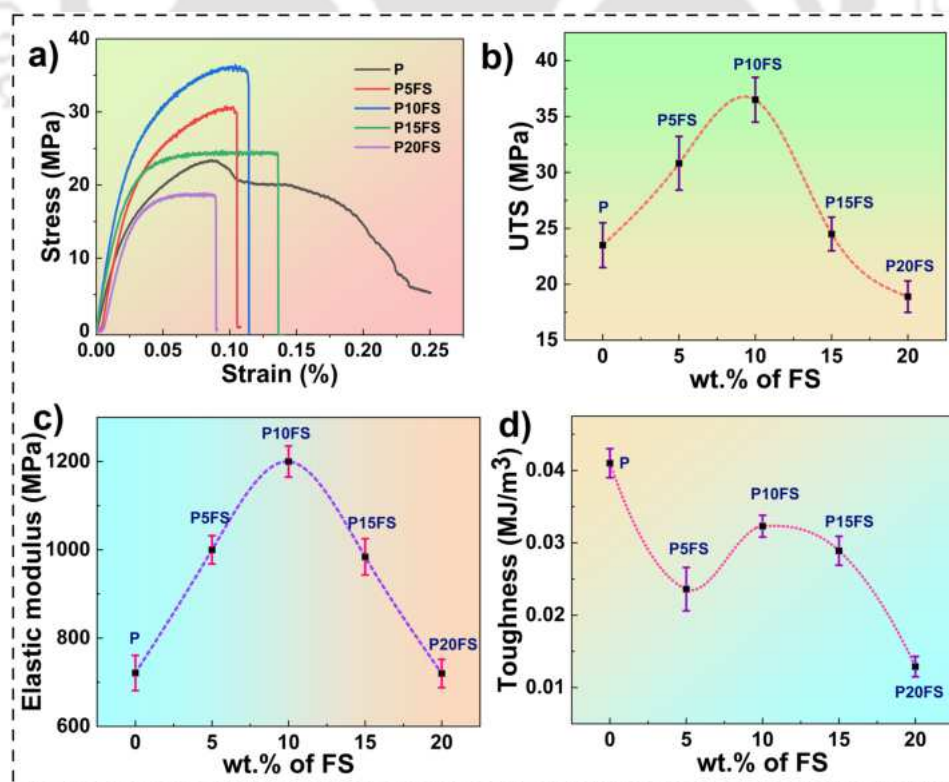 a)
40
30
20
10
0
Stress (MPa)
P
P5FS
P10FS
P15FS
P20FS
0.00 0.05 0.10 0.15 0.20 0.25
Strain (%)
b)
40
35
30
25
20
15
UTS (MPa)
P
P5FS
P10FS
P15FS
P20FS
0 5 10 15 20
wt.% of FS
c)
1200
1000
800
600
Elastic modulus (MPa)
P
P5FS
P10FS
P15FS
P20FS
0 5 10 15 20
wt.% of FS
d)
0.04
0.03
0.02
0.01
Toughness (MJ/m³)
P
P5FS
P10FS
P15FS
P20FS
0 5 10 15 20
wt.% of FS